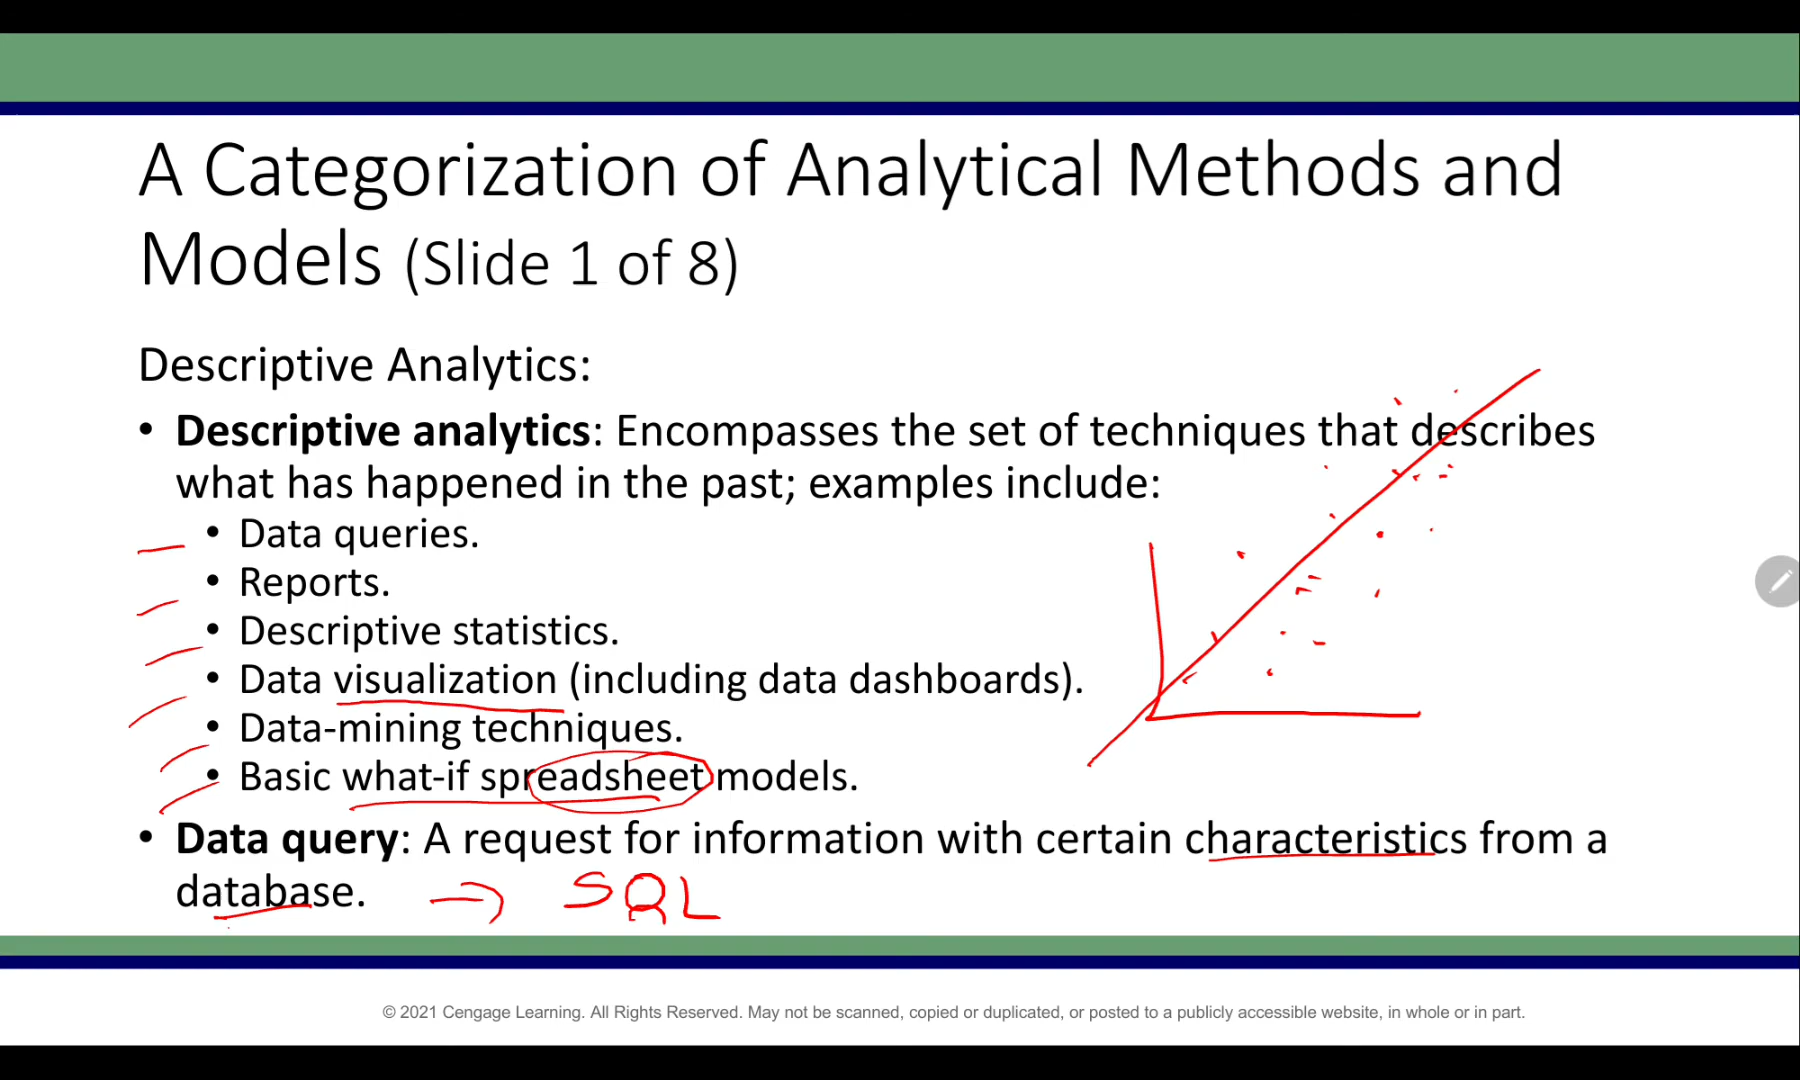 A Categorization of Analytical Methods and
Models (Slide 1 of 8)
Descriptive Analytics:
• Descriptive analytics: Encompasses the set of techniques that describes
what has happened in the past; examples include:
• Data queries.
• Reports.
• Descriptive statistics.
• Data visualization (including data dashboards).
• Data-mining techniques.
• Basic what-if spreadsheet models.
• Data query: A request for information with certain characteristics from a
database. → SQL
© 2021 Cengage Learning. All Rights Reserved. May not be scanned, copied or duplicated, or posted to a publicly accessible website, in whole or in part.